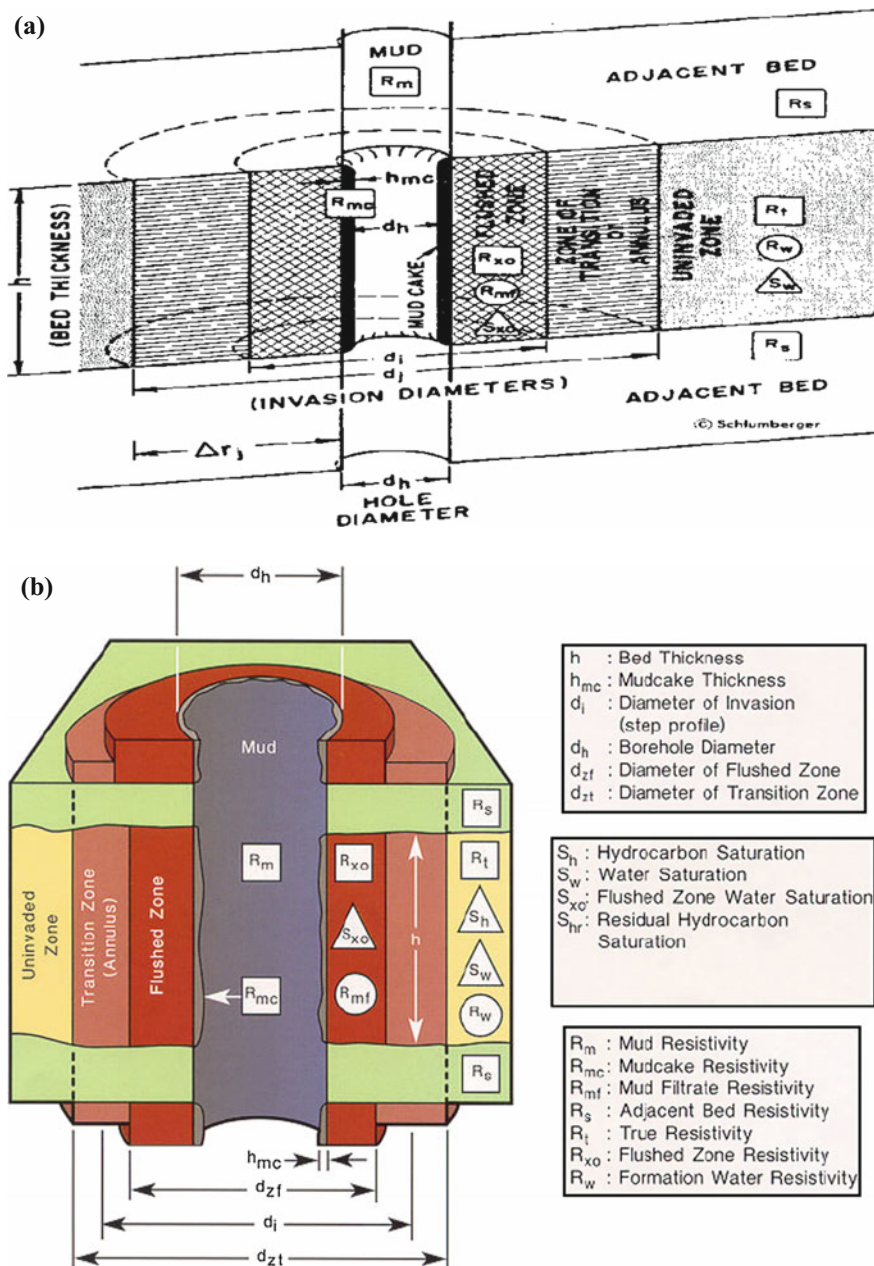 (a)
MUD
Rm
ADJACENT BED
Rs
hmc
Rmc
dh
FLUSHED ZONE
ZONE OF TRANSITION OR ANNULUS
UNINVADED ZONE
Rt
Rw
Sw
Rxo
Rmf
Sxo
MUD CAKE
h
(BED THICKNESS)
di
dj
(INVASION DIAMETERS)
Rs
ADJACENT BED
© Schlumberger
Δrj
dh
HOLE
DIAMETER
(b)
dh
Mud
Rs
Rm
Rxo
Rt
Sxo
h
Sh
Sw
Rmc
Rmf
Rw
Rs
Uninvaded
Zone
Transition Zone
(Annulus)
Flushed Zone
hmc
dzf
di
dzt
h : Bed Thickness
hmc : Mudcake Thickness
di : Diameter of Invasion
(step profile)
dh : Borehole Diameter
dzf : Diameter of Flushed Zone
dzt : Diameter of Transition Zone
Sh : Hydrocarbon Saturation
Sw : Water Saturation
Sxo : Flushed Zone Water Saturation
Shr : Residual Hydrocarbon
Saturation
Rm : Mud Resistivity
Rmc : Mudcake Resistivity
Rmf : Mud Filtrate Resistivity
Rs : Adjacent Bed Resistivity
Rt : True Resistivity
Rxo : Flushed Zone Resistivity
Rw : Formation Water Resistivity